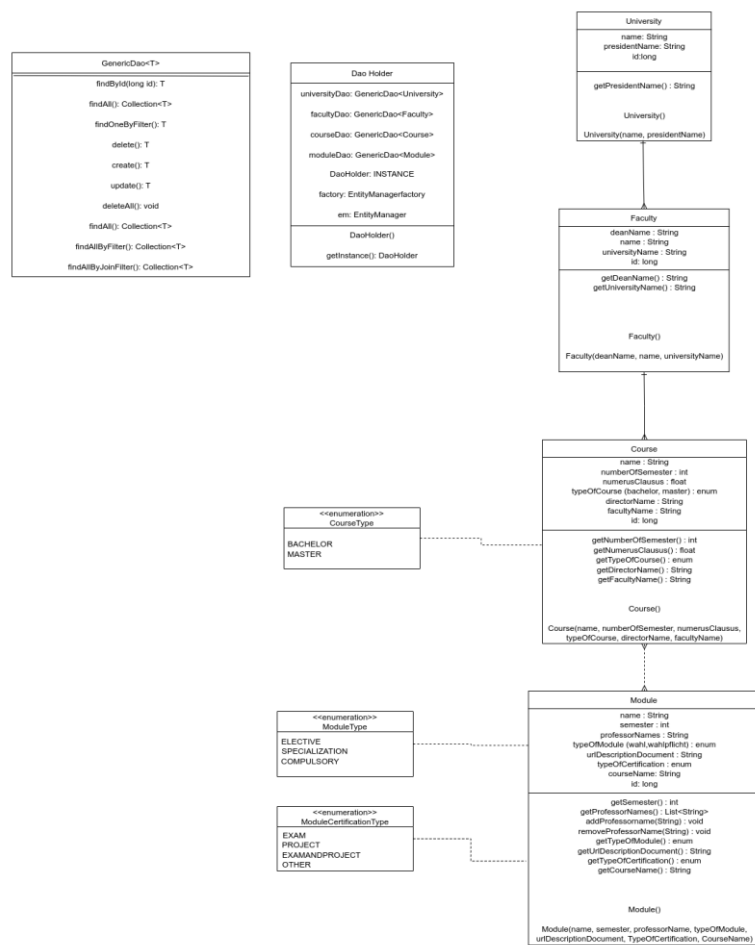 GenericDao<T>
findById(long id): T
findAll(): Collection<T>
findOneByFilter(): T
delete(): T
create(): T
update(): T
deleteAll(): void
findAll(): Collection<T>
findAllByFilter(): Collection<T>
findAllByJoinFilter(): Collection<T>
Dao Holder
universityDao: GenericDao<University>
facultyDao: GenericDao<Faculty>
courseDao: GenericDao<Course>
moduleDao: GenericDao<Module>
DaoHolder: INSTANCE
factory: EntityManagerfactory
em: EntityManager
DaoHolder()
getInstance(): DaoHolder
University
name: String
presidentName: String
id:long
getPresidentName() : String
University()
University(name, presidentName)
Faculty
deanName : String
name : String
universityName : String
id: long
getDeanName() : String
getUniversityName() : String
Faculty()
Faculty(deanName, name, universityName)
Course
name : String
numberOfSemester : int
numerusClausus : float
typeOfCourse (bachelor, master) : enum
directorName : String
facultyName : String
id: long
getNumberOfSemester() : int
getNumerusClausus() : float
getTypeOfCourse() : enum
getDirectorName() : String
getFacultyName() : String
Course()
Course(name, numberOfSemester, numerusClausus,
typeOfCourse, directorName, facultyName)
<<enumeration>>
CourseType
BACHELOR
MASTER
Module
name : String
semester : int
professorNames : String
typeOfModule (wahl,wahlpflicht) : enum
urlDescriptionDocument : String
typeOfCertification : enum
courseName: String
id: long
getSemester() : int
getProfessorNames() : List<String>
addProfessorname(String) : void
removeProfessorName(String) : void
getTypeOfModule() : enum
getUrlDescriptionDocument() : String
getTypeOfCertification() : enum
getCourseName() : String
Module()
Module(name, semester, professorName, typeOfModule,
urlDescriptionDocument, TypeOfCertification, CourseName)
<<enumeration>>
ModuleType
ELECTIVE
SPECIALIZATION
COMPULSORY
<<enumeration>>
ModuleCertificationType
EXAM
PROJECT
EXAMANDPROJECT
OTHER